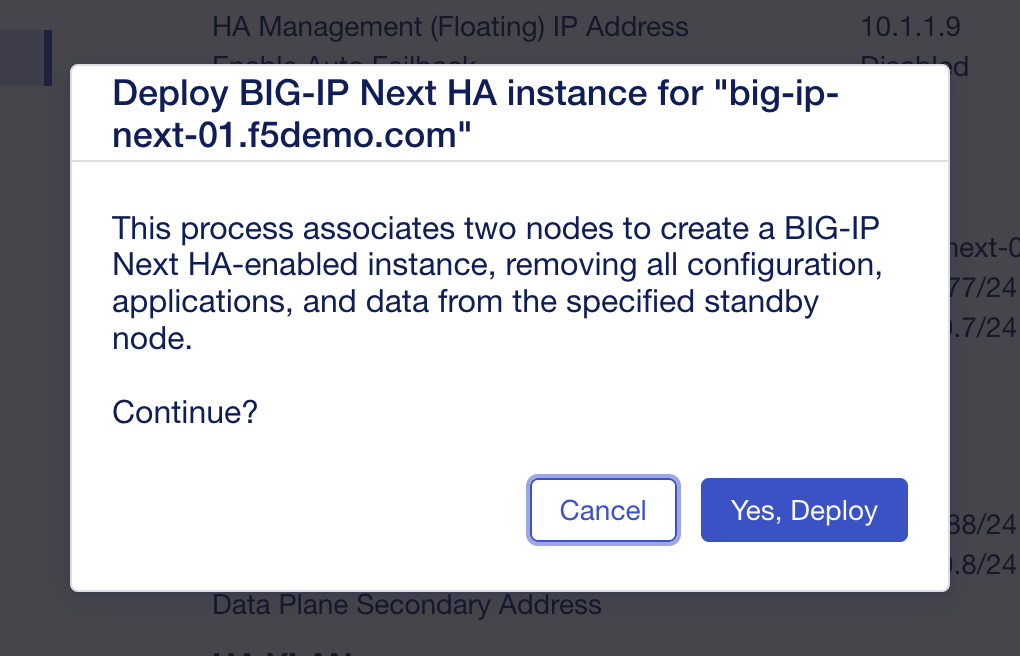 HA Management (Floating) IP Address 10.1.1.9
Enable Auto Failback Disabled
Deploy BIG-IP Next HA instance for "big-ip-
next-01.f5demo.com"
This process associates two nodes to create a BIG-IP
Next HA-enabled instance, removing all configuration,
applications, and data from the specified standby
node.
Continue?
Cancel
Yes, Deploy
77/24
.7/24
88/24
.8/24
Data Plane Secondary Address
HA VLAN